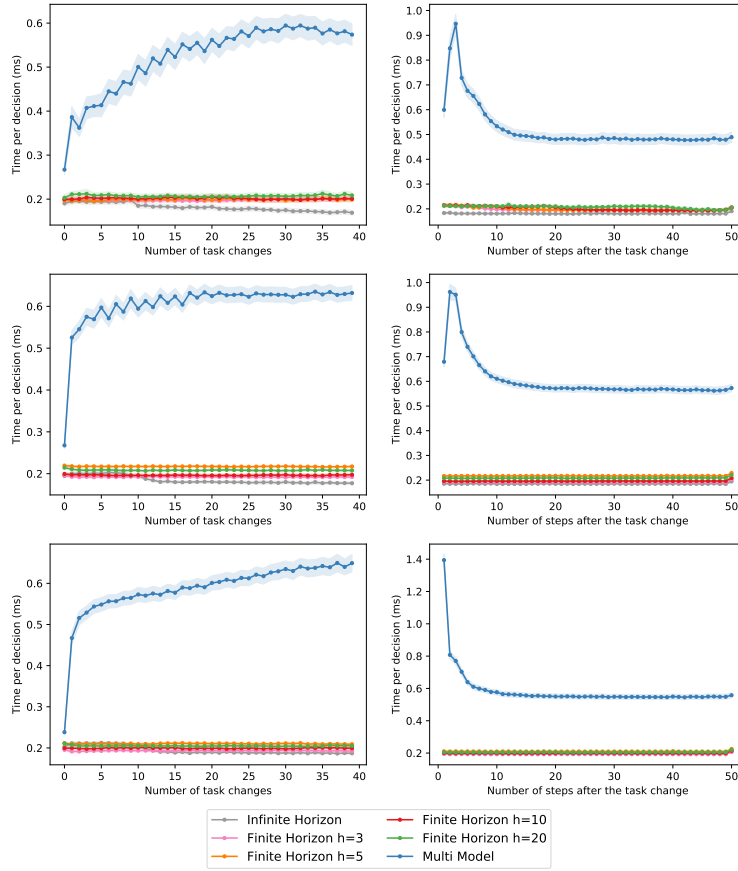 0.6
0.5
0.4
0.3
0.2
Time per decision (ms)
0 5 10 15 20 25 30 35 40
Number of task changes
1.0
0.9
0.8
0.7
0.6
0.5
0.4
0.3
0.2
Time per decision (ms)
0 10 20 30 40 50
Number of steps after the task change
0.6
0.5
0.4
0.3
0.2
Time per decision (ms)
0 5 10 15 20 25 30 35 40
Number of task changes
1.0
0.9
0.8
0.7
0.6
0.5
0.4
0.3
0.2
Time per decision (ms)
0 10 20 30 40 50
Number of steps after the task change
0.6
0.5
0.4
0.3
0.2
Time per decision (ms)
0 5 10 15 20 25 30 35 40
Number of task changes
1.4
1.2
1.0
0.8
0.6
0.4
0.2
Time per decision (ms)
0 10 20 30 40 50
Number of steps after the task change
Infinite Horizon
Finite Horizon h=3
Finite Horizon h=5
Finite Horizon h=10
Finite Horizon h=20
Multi Model